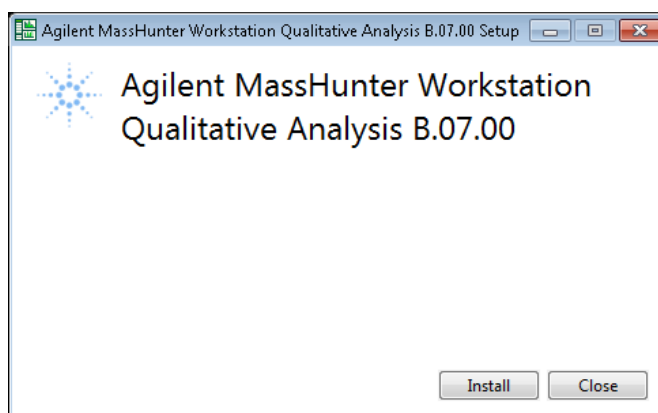 Agilent MassHunter Workstation Qualitative Analysis B.07.00 Setup
Agilent MassHunter Workstation
Qualitative Analysis B.07.00
Install Close